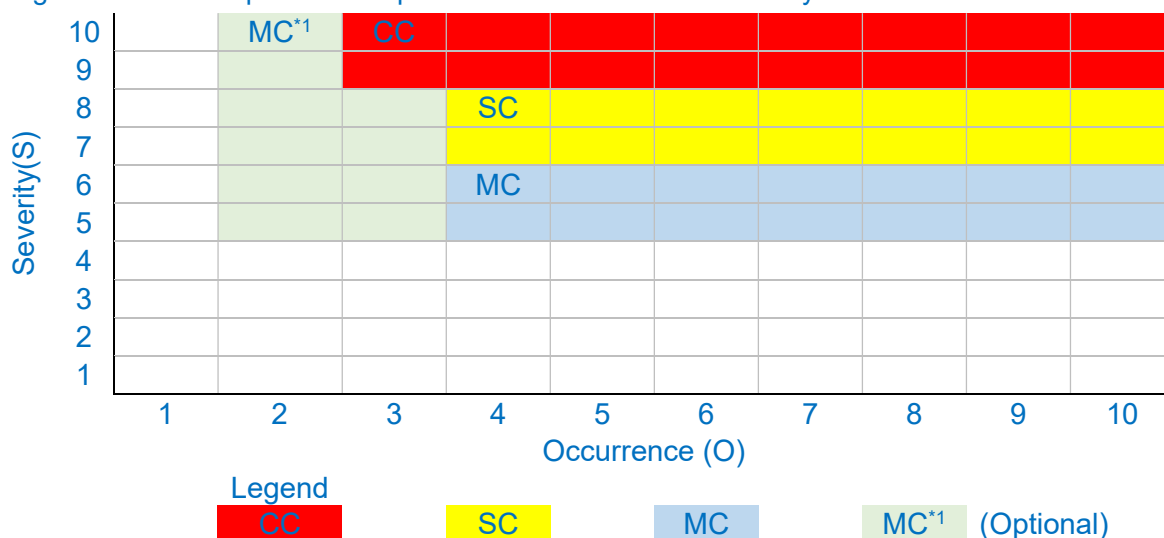 10 MC*1 CC
9
8 SC
7
6 MC
5
4
3
2
1
Severity(S)
1 2 3 4 5 6 7 8 9 10
Occurrence (O)
Legend
CC SC MC MC*1 (Optional)